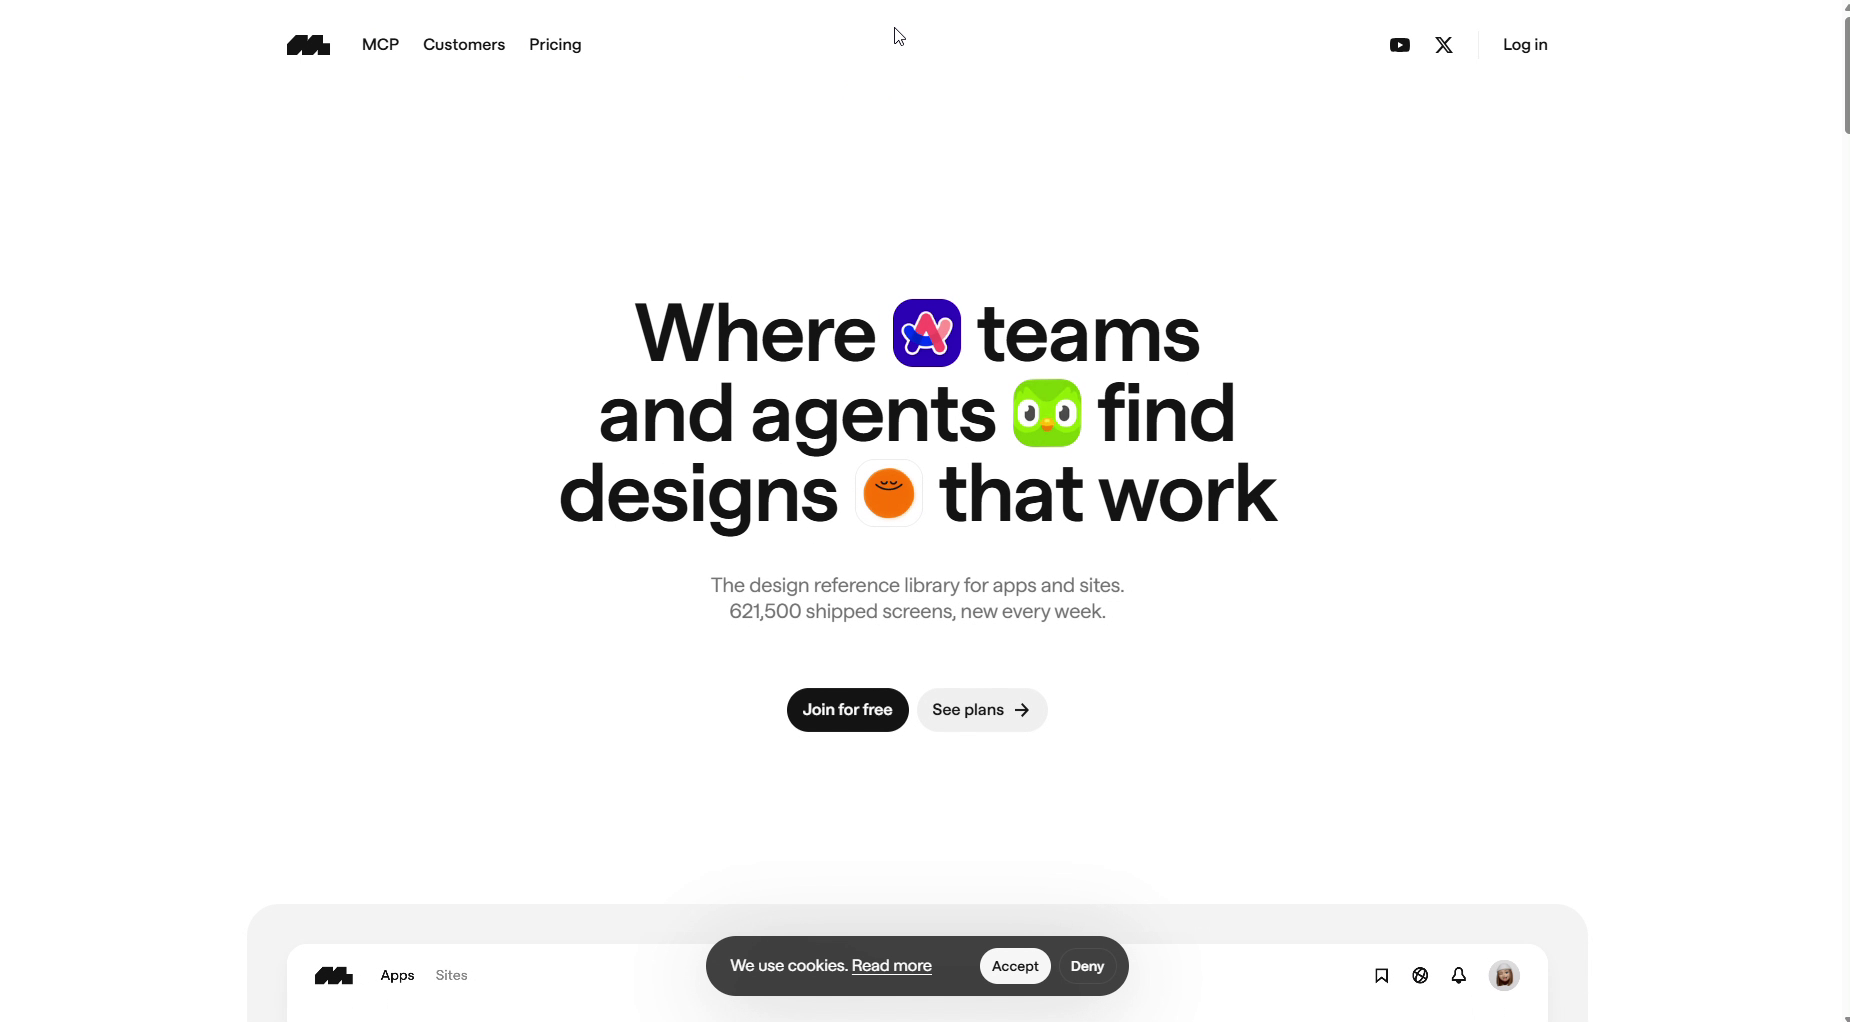 MCP Customers Pricing Log in
Where teams
and agents find
designs that work
The design reference library for apps and sites.
621,500 shipped screens, new every week.
Join for free See plans
We use cookies. Read more Accept Deny
Apps Sites